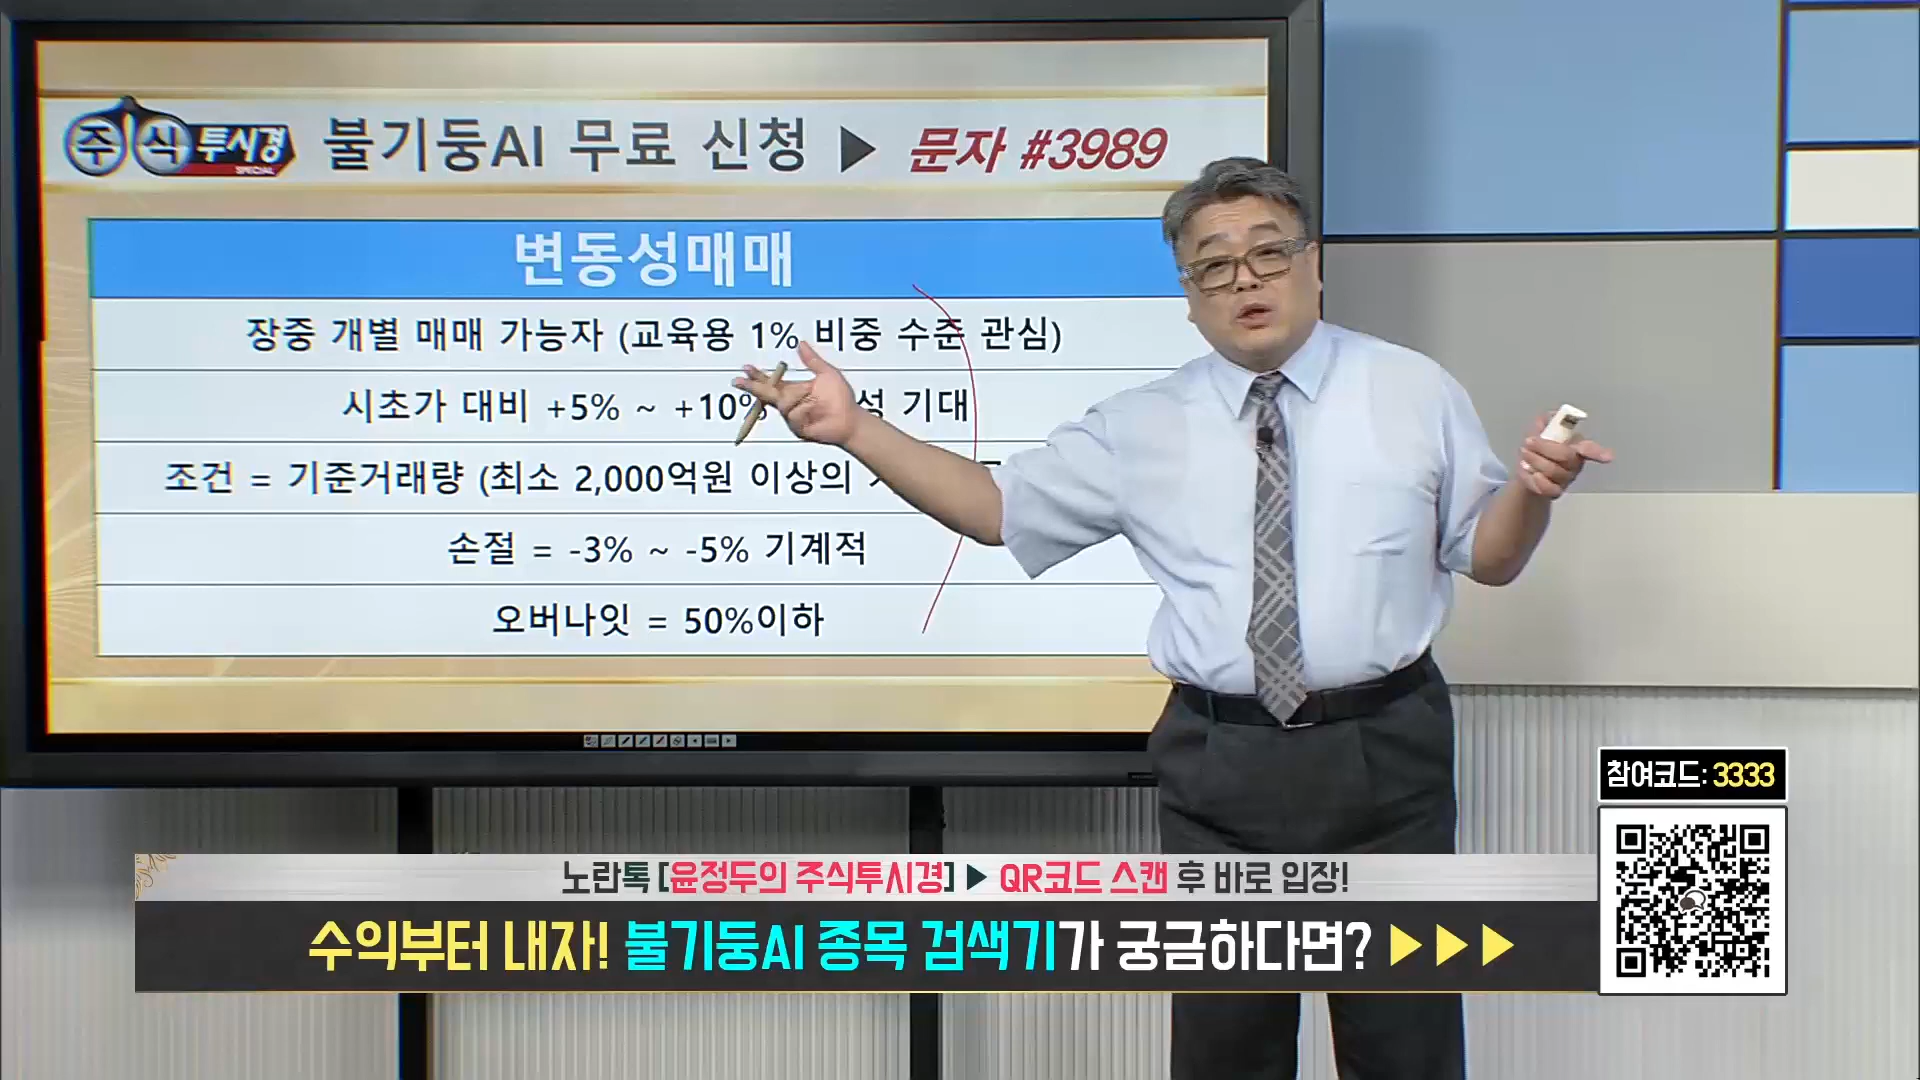 주식투시경
SPECIAL
불기둥AI 무료 신청 ▶ 문자 #3989
변동성매매
장중 개별 매매 가능자 (교육용 1% 비중 수준 관심)
시초가 대비 +5% ~ +10% 성 기대
조건 = 기준거래량 (최소 2,000억원 이상의
손절 = -3% ~ -5% 기계적
오버나잇 = 50%이하
참여코드: 3333
노란톡 [윤정두의 주식투시경] ▶ QR코드 스캔 후 바로 입장!
수익부터 내자! 불기둥AI 종목 검색기가 궁금하다면? ▶▶▶